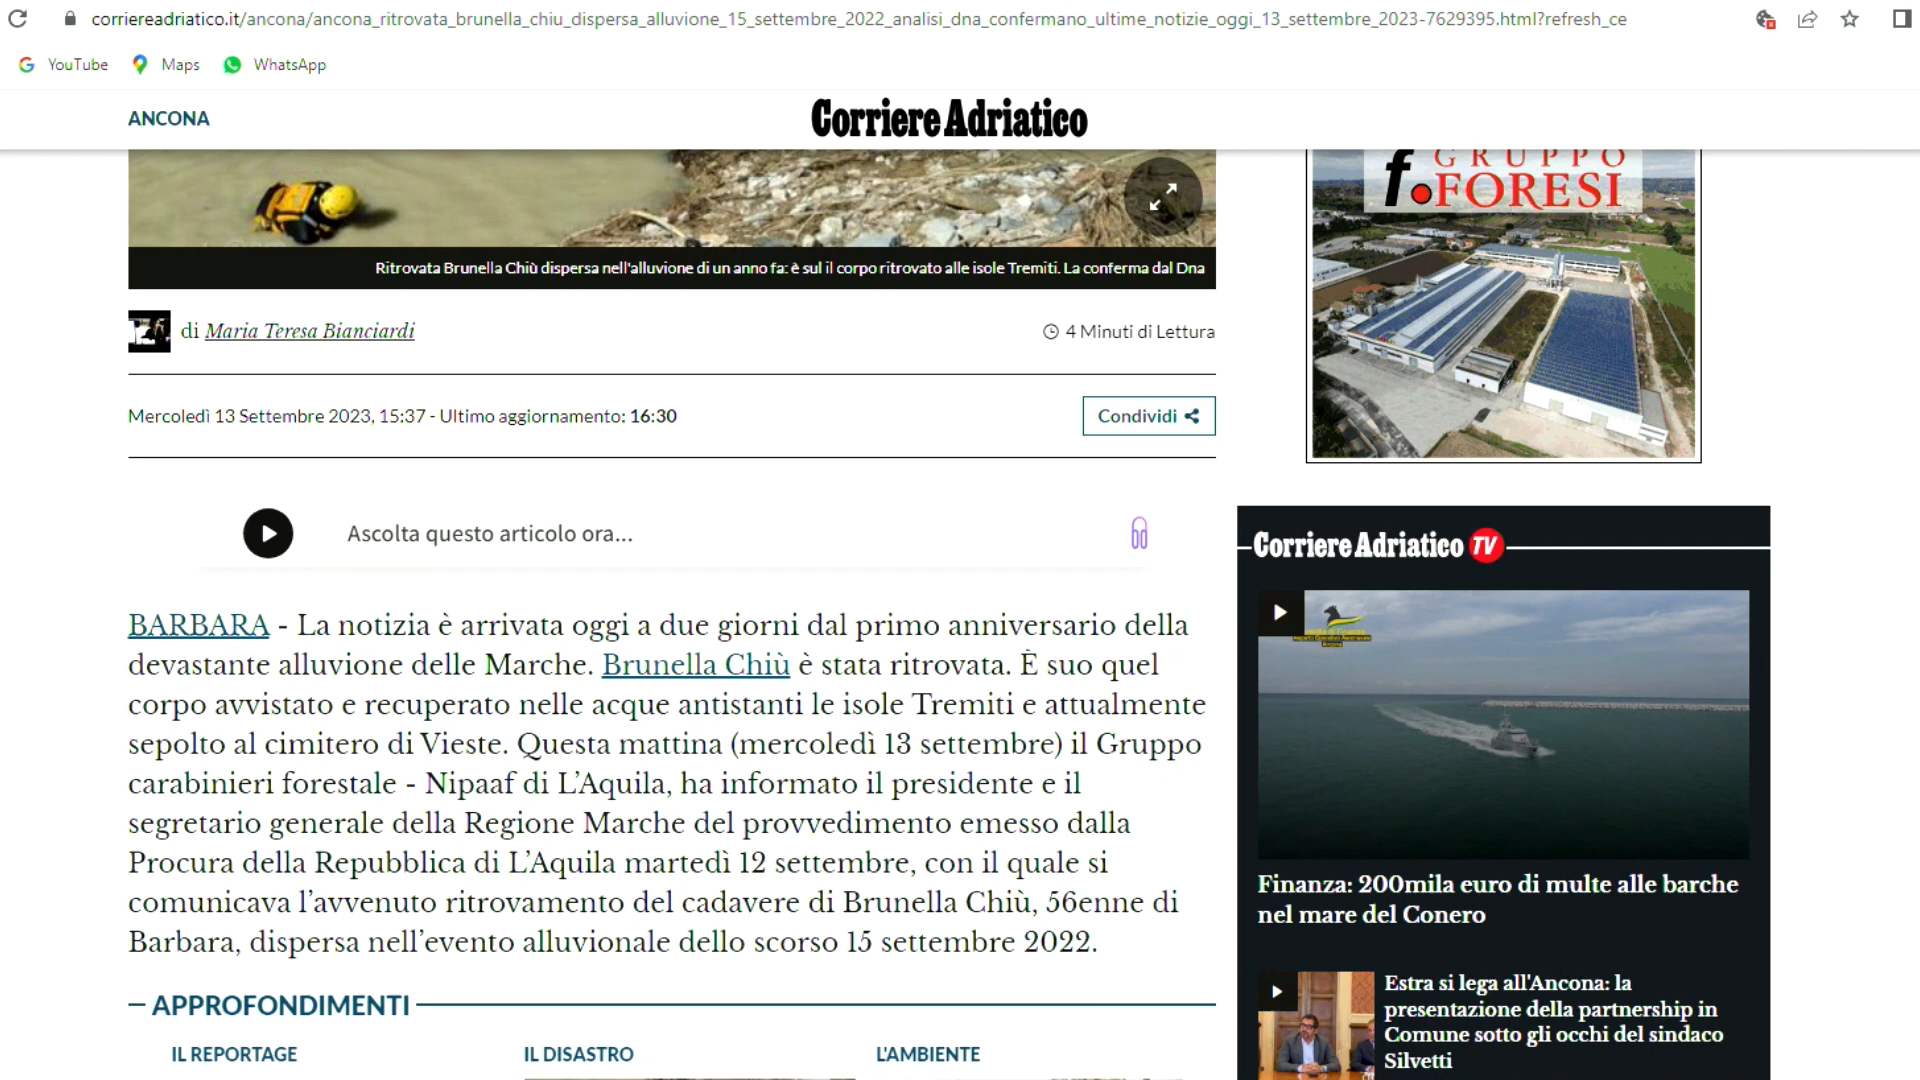 corriereadriatico.it/ancona/ancona_ritrovata_brunella_chiu_dispersa_alluvione_15_settembre_2022_analisi_dna_confermano_ultime_notizie_oggi_13_settembre_2023-7629395.html?refresh_ce
YouTube
Maps
WhatsApp
ANCONA
Corriere Adriatico
Ritrovata Brunella Chiù dispersa nell'alluvione di un anno fa: è sul il corpo ritrovato alle isole Tremiti. La conferma dal Dna
di Maria Teresa Bianciardi
4 Minuti di Lettura
Mercoledì 13 Settembre 2023, 15:37 - Ultimo aggiornamento: 16:30
Condividi
Ascolta questo articolo ora...
BARBARA - La notizia è arrivata oggi a due giorni dal primo anniversario della
devastante alluvione delle Marche. Brunella Chiù è stata ritrovata. È suo quel
corpo avvistato e recuperato nelle acque antistanti le isole Tremiti e attualmente
sepolto al cimitero di Vieste. Questa mattina (mercoledì 13 settembre) il Gruppo
carabinieri forestale - Nipaaf di L’Aquila, ha informato il presidente e il
segretario generale della Regione Marche del provvedimento emesso dalla
Procura della Repubblica di L’Aquila martedì 12 settembre, con il quale si
comunicava l’avvenuto ritrovamento del cadavere di Brunella Chiù, 56enne di
Barbara, dispersa nell’evento alluvionale dello scorso 15 settembre 2022.
APPROFONDIMENTI
IL REPORTAGE
IL DISASTRO
L'AMBIENTE
GRUPPO
f.FORESI
Corriere Adriatico TV
Finanza: 200mila euro di multe alle barche
nel mare del Conero
Estra si lega all'Ancona: la
presentazione della partnership in
Comune sotto gli occhi del sindaco
Silvetti